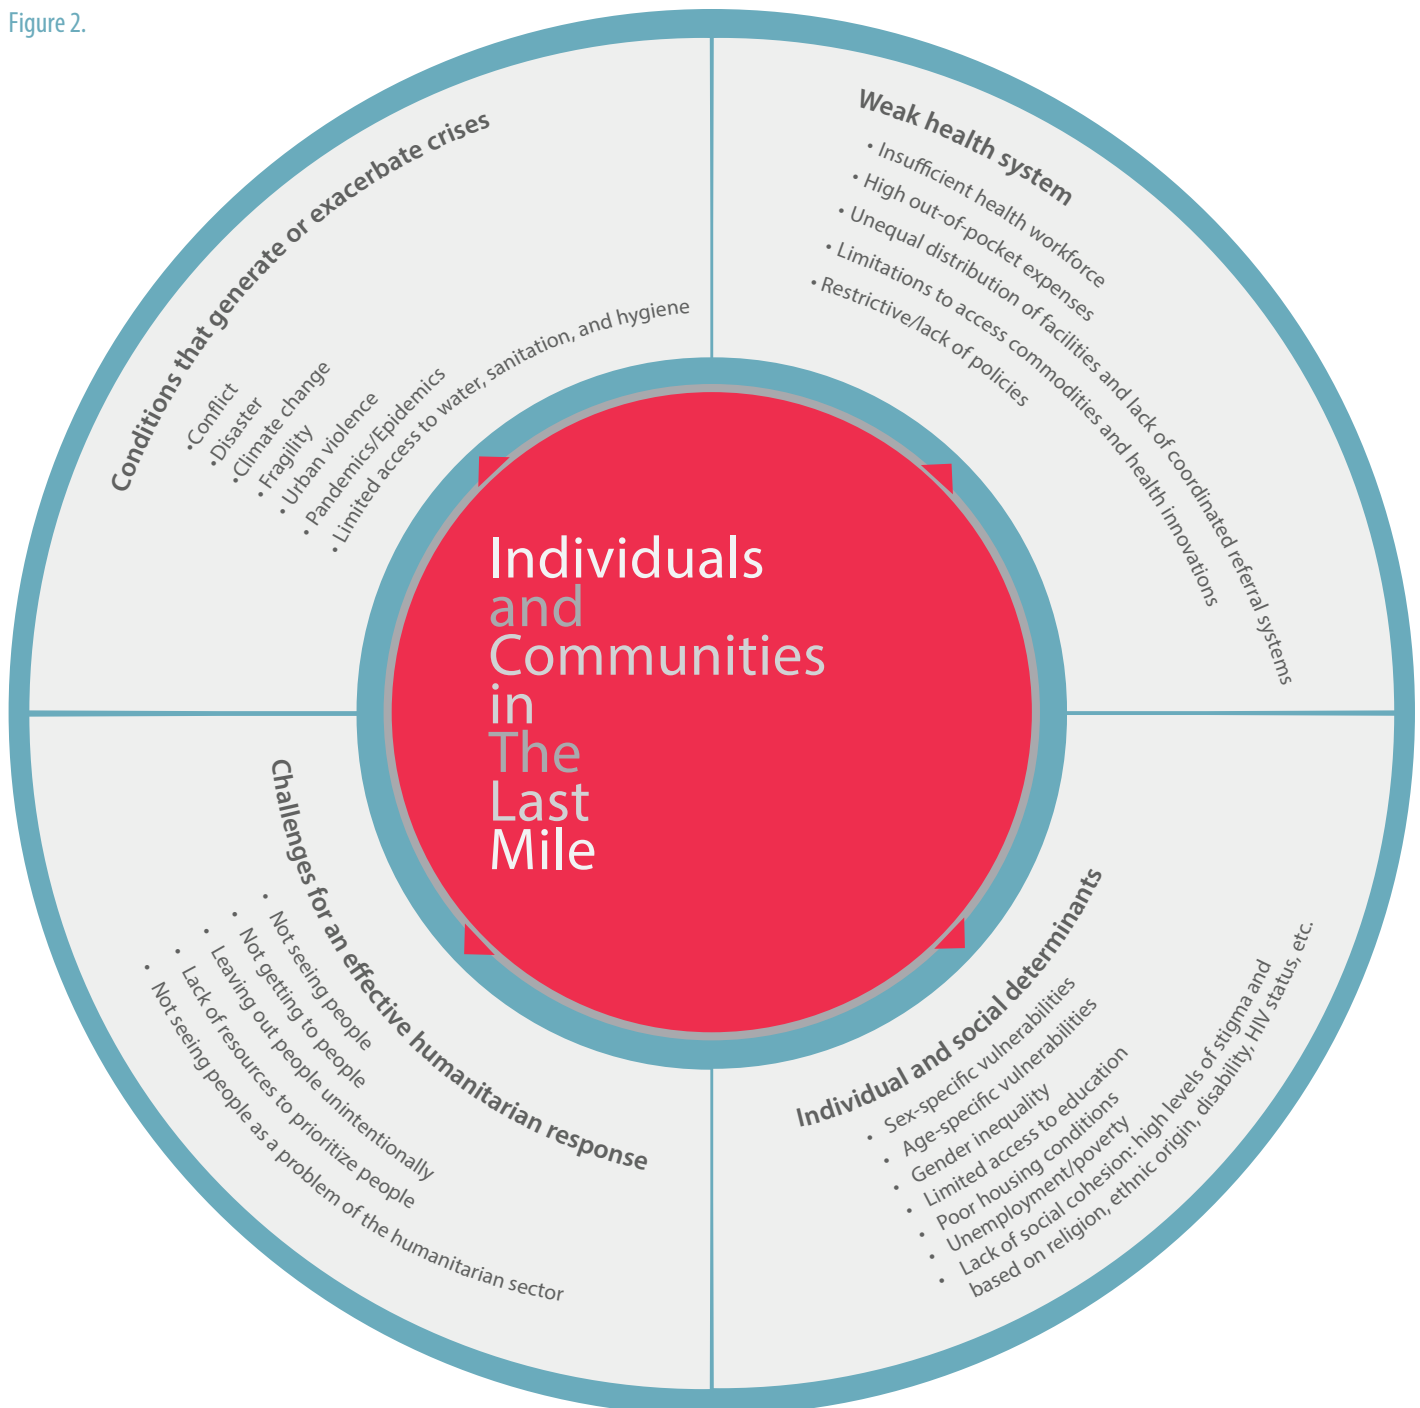 Figure 2.
Conditions that generate or exacerbate crises
•Conflict
•Disaster
•Climate change
• Fragility
• Urban violence
• Pandemics/Epidemics
• Limited access to water, sanitation, and hygiene
Weak health system
• Insufficient health workforce
• High out-of-pocket expenses
• Unequal distribution of facilities and lack of coordinated referral systems
• Limitations to access commodities and health innovations
• Restrictive/lack of policies
Individuals
and
Communities
in
The
Last
Mile
Challenges for an effective humanitarian response
• Not seeing people
• Not getting to people
• Leaving out people unintentionally
• Lack of resources to prioritize people
• Not seeing people as a problem of the humanitarian sector
Individual and social determinants
• Sex-specific vulnerabilities
• Age-specific vulnerabilities
• Gender inequality
• Limited access to education
• Poor housing conditions
• Unemployment/poverty
• Lack of social cohesion: high levels of stigma and
based on religion, ethnic origin, disability, HIV status, etc.